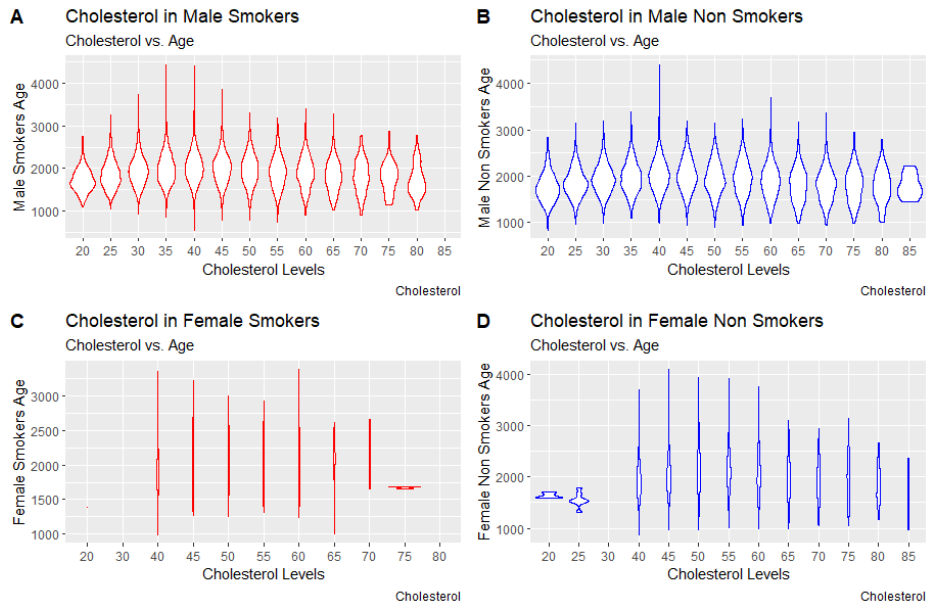 A
Cholesterol in Male Smokers
Cholesterol vs. Age
Male Smokers Age
4000
3000
2000
1000
20 25 30 35 40 45 50 55 60 65 70 75 80 85
Cholesterol Levels
Cholesterol
B
Cholesterol in Male Non Smokers
Cholesterol vs. Age
Male Non Smokers Age
4000
3000
2000
1000
20 25 30 35 40 45 50 55 60 65 70 75 80 85
Cholesterol Levels
Cholesterol
C
Cholesterol in Female Smokers
Cholesterol vs. Age
Female Smokers Age
3000
2500
2000
1500
1000
20 30 35 40 45 50 55 60 65 70 75 80
Cholesterol Levels
Cholesterol
D
Cholesterol in Female Non Smokers
Cholesterol vs. Age
Female Non Smokers Age
4000
3000
2000
1000
20 25 30 35 40 45 50 55 60 65 70 75 80 85
Cholesterol Levels
Cholesterol